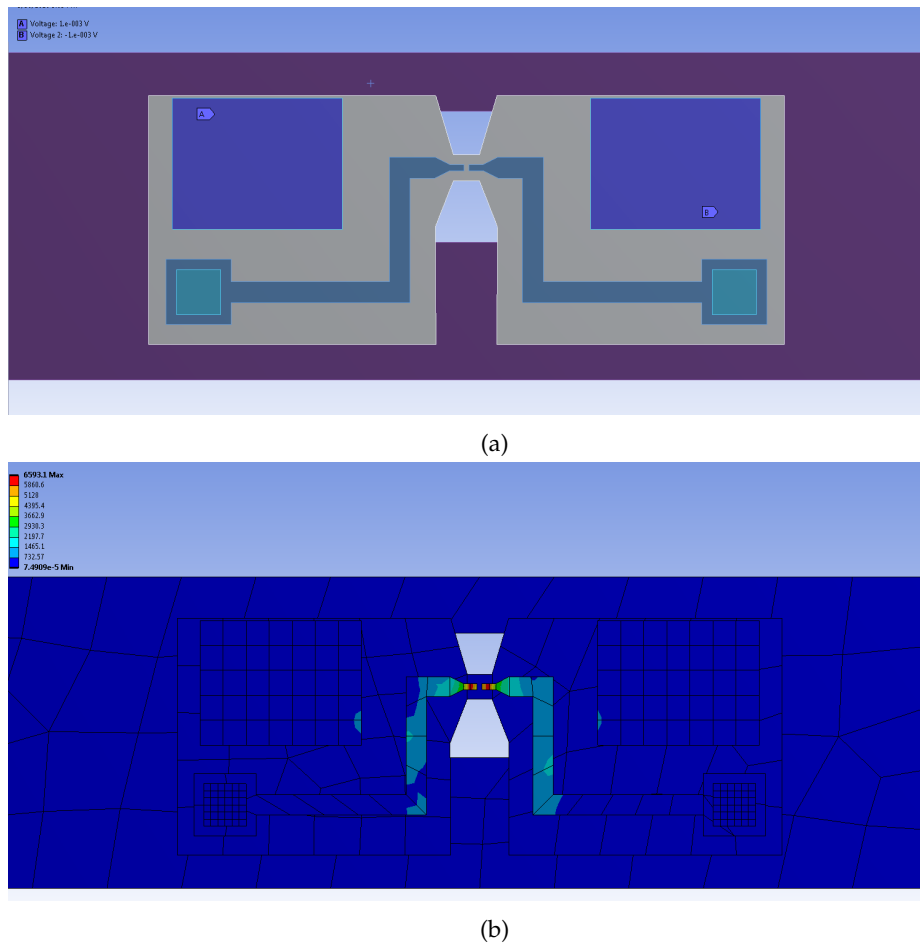 A Voltage: 1.e-003 V
B Voltage 2: -1.e-003 V
A
B
(a)
6593.1 Max
5860.6
5128
4395.4
3662.9
2930.3
2197.7
1465.1
732.57
7.4909e-5 Min
(b)